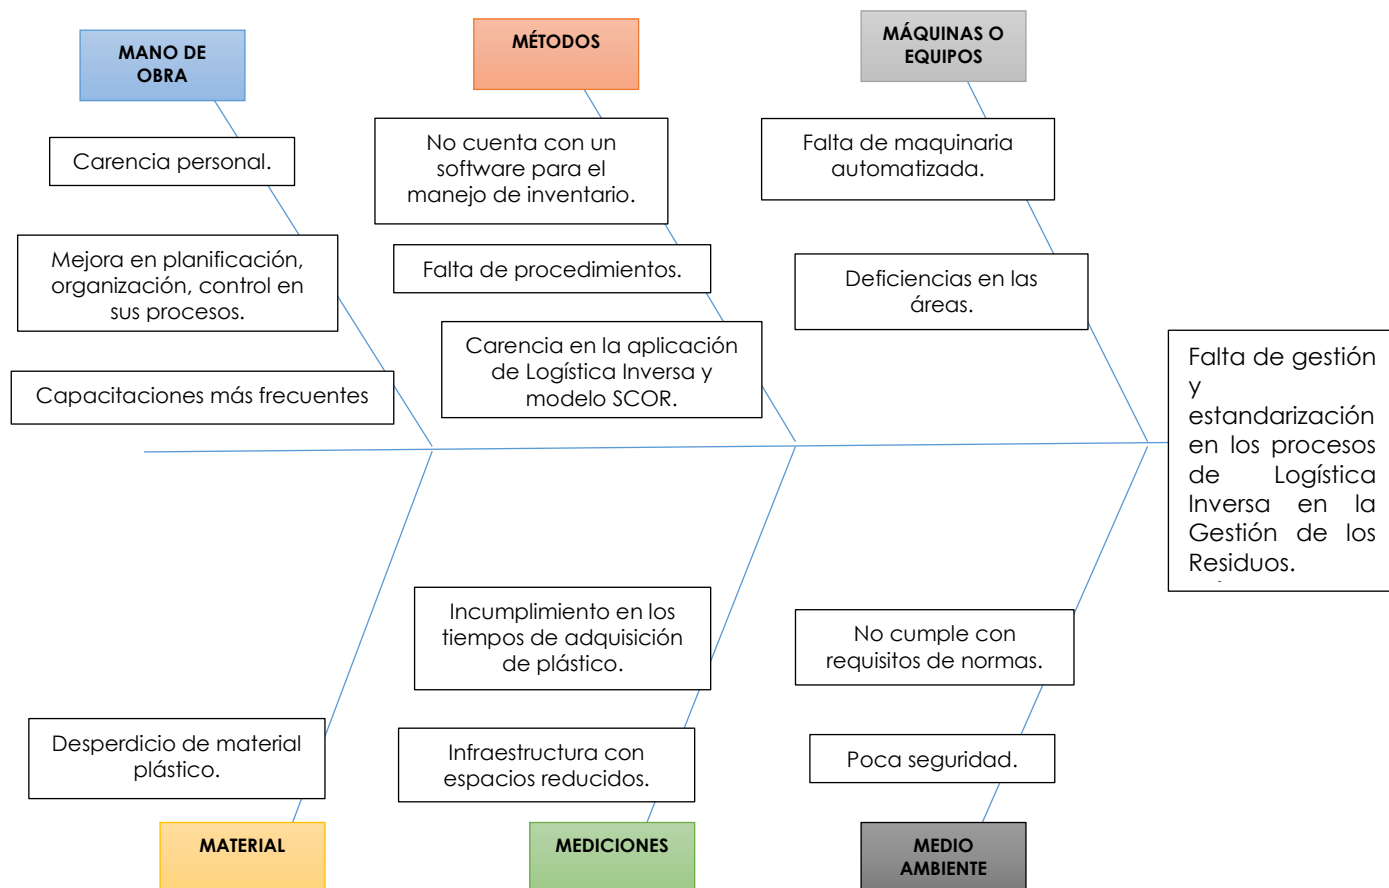 MANO DE
OBRA
MÉTODOS
MÁQUINAS O
EQUIPOS
Carencia personal.
No cuenta con un
software para el
manejo de inventario.
Falta de maquinaria
automatizada.
Mejora en planificación,
organización, control en
sus procesos.
Falta de procedimientos.
Deficiencias en las
áreas.
Capacitaciones más frecuentes
Carencia en la aplicación
de Logística Inversa y
modelo SCOR.
Falta de gestión
y
estandarización
en los procesos
de Logística
Inversa en la
Gestión de los
Residuos.
Incumplimiento en los
tiempos de adquisición
de plástico.
No cumple con
requisitos de normas.
Desperdicio de material
plástico.
Infraestructura con
espacios reducidos.
Poca seguridad.
MATERIAL
MEDICIONES
MEDIO
AMBIENTE